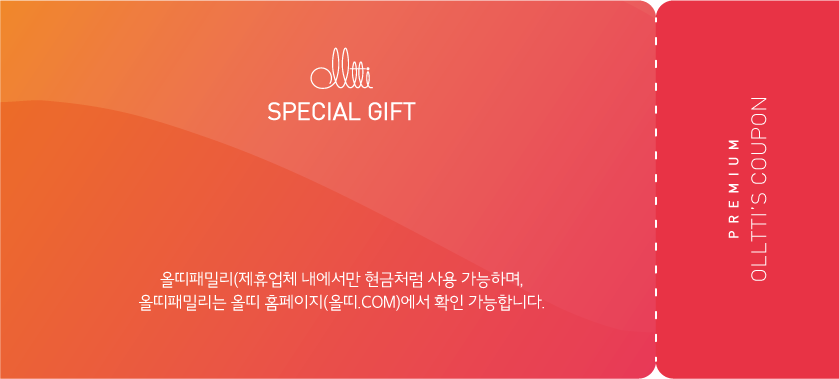 olltti
SPECIAL GIFT
올띠패밀리(제휴업체 내에서만 현금처럼 사용 가능하며,
올띠패밀리는 올띠 홈페이지(올띠.COM)에서 확인 가능합니다.
PREMIUM
OLLTTI'S COUPON